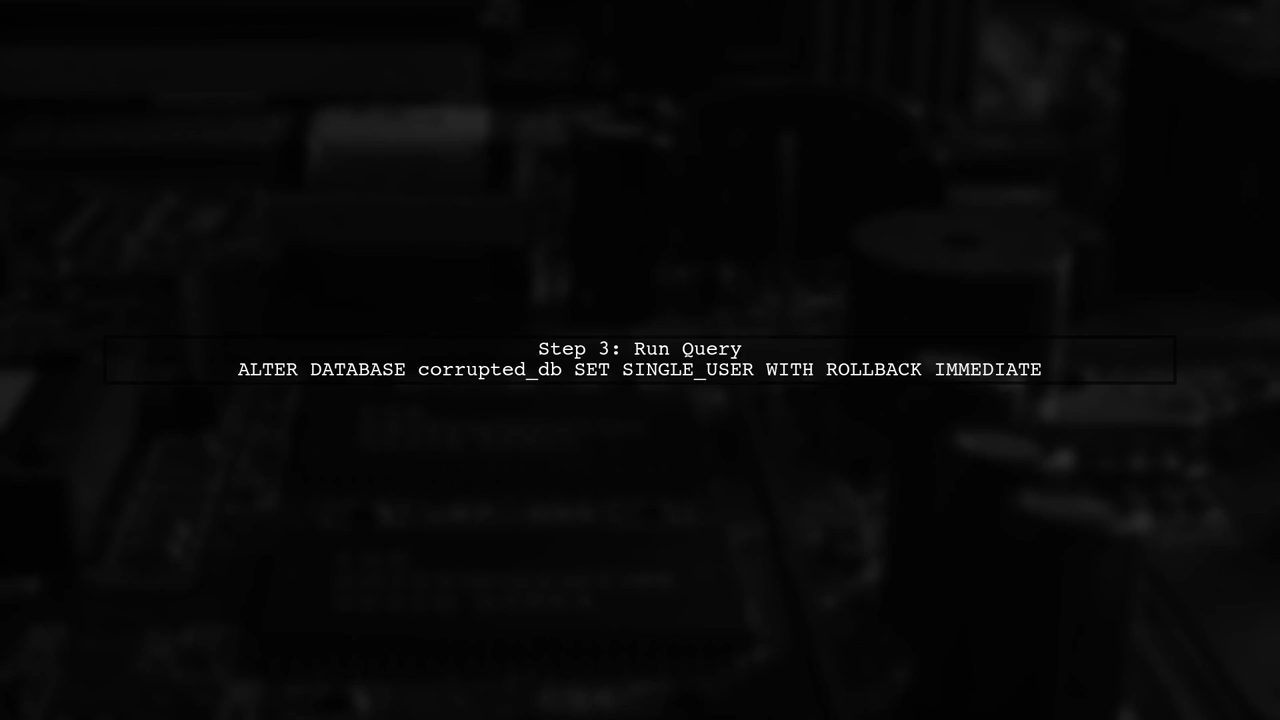 Step 3: Run Query
ALTER DATABASE corrupted_db SET SINGLE_USER WITH ROLLBACK IMMEDIATE